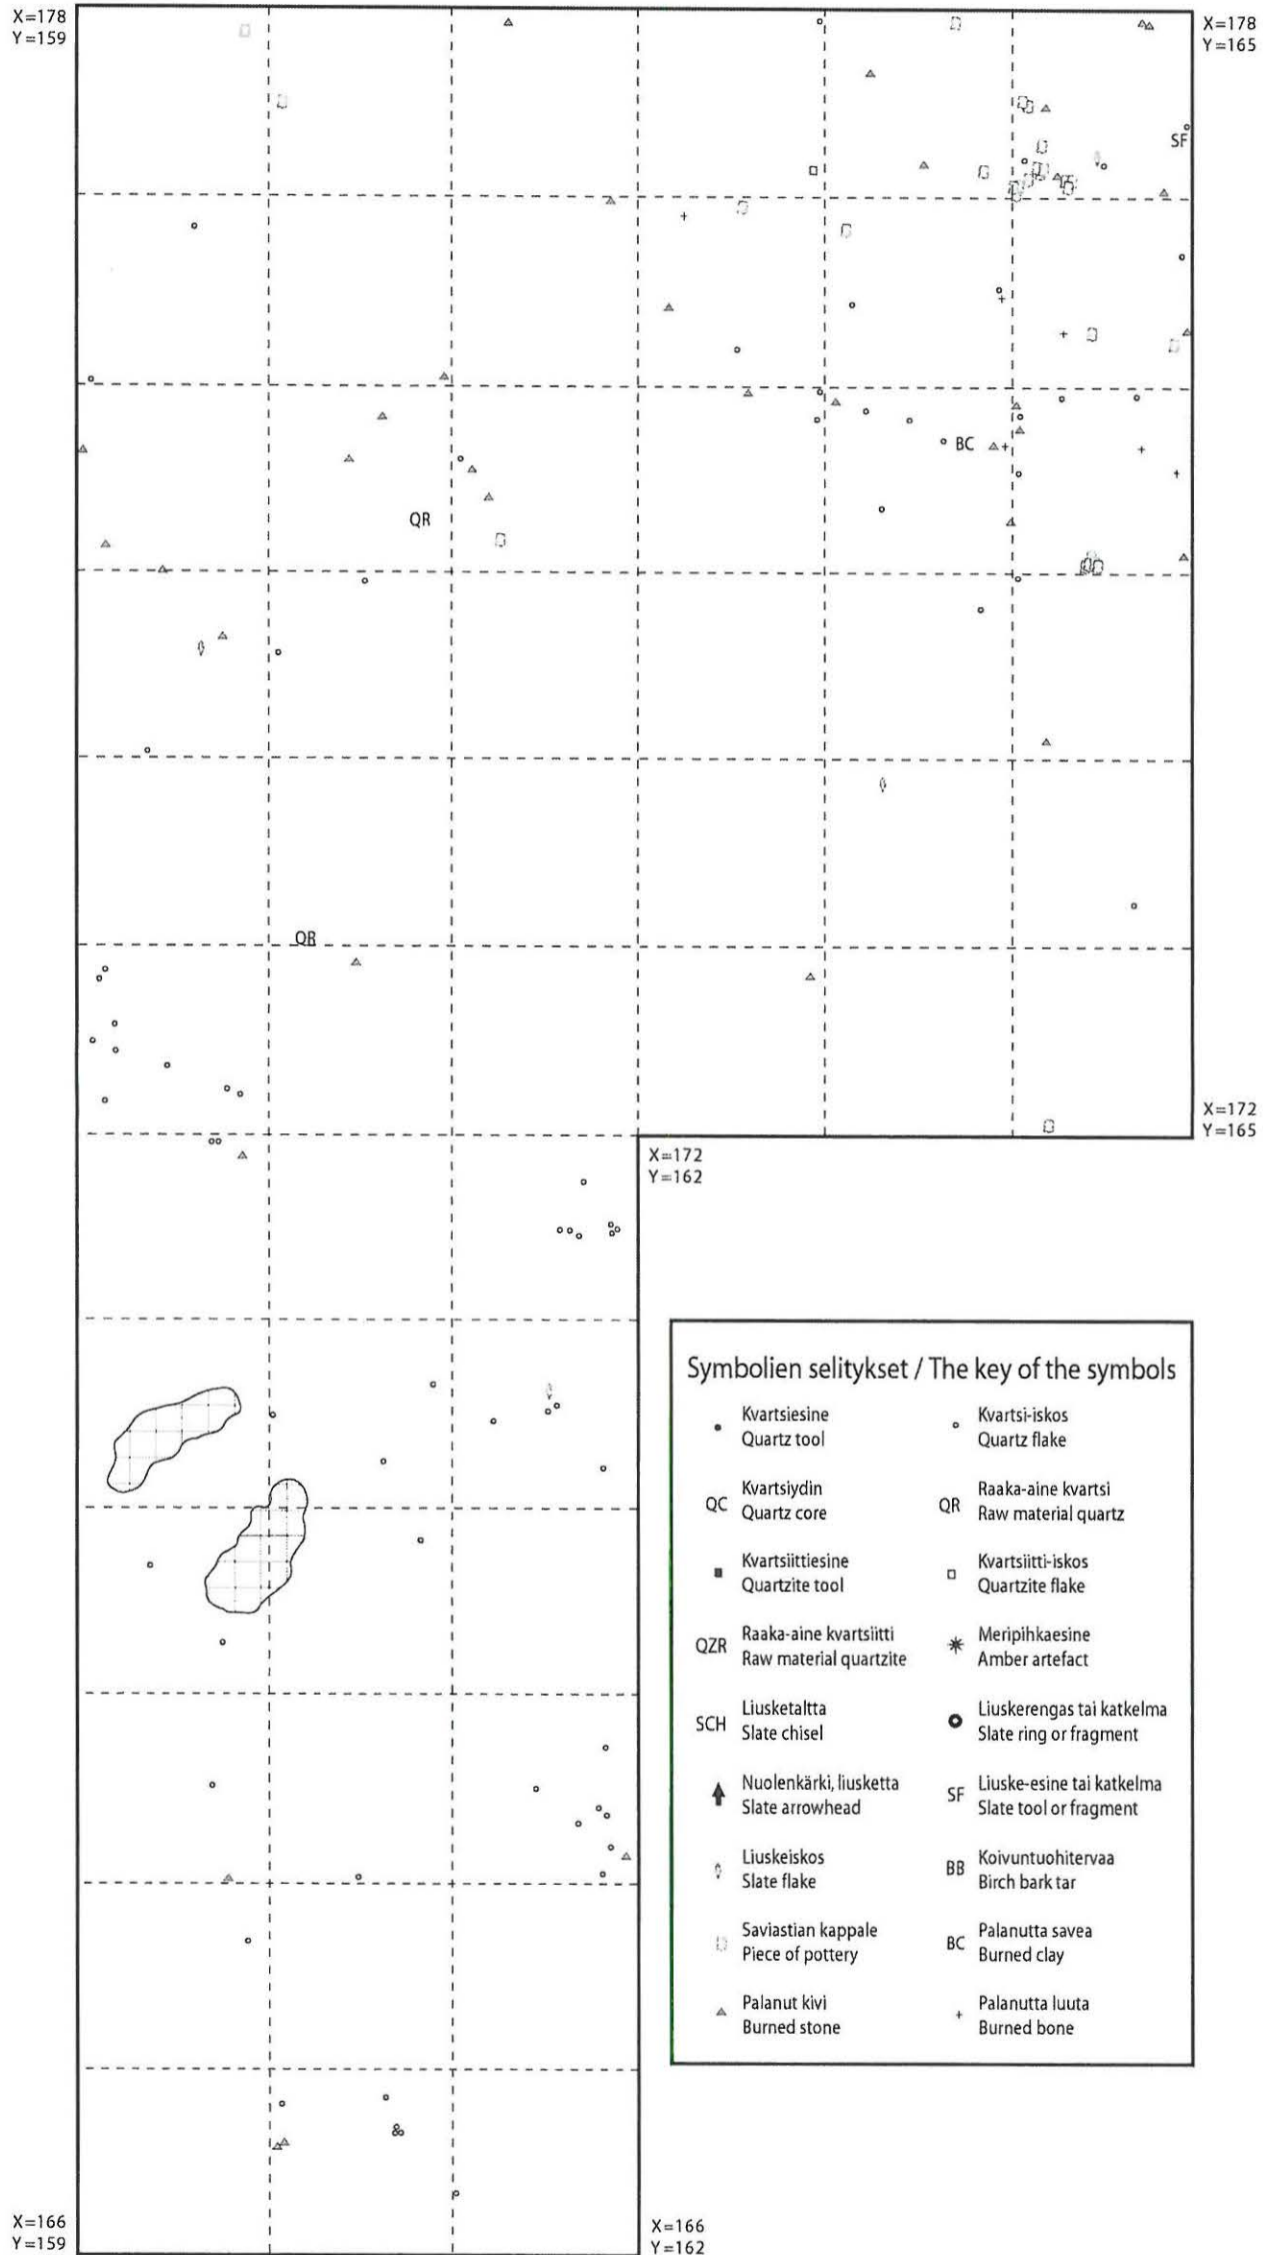 X=178
Y=159
X=178
Y=165
SF
BC
QR
QR
X=172
Y=165
X=172
Y=162
Symbolien selitykset / The key of the symbols
Kvartsiesine
Quartz tool
Kvartsi-iskos
Quartz flake
QC
Kvartsiydin
Quartz core
QR
Raaka-aine kvartsi
Raw material quartz
Kvartsiittiesine
Quartzite tool
Kvartsiitti-iskos
Quartzite flake
QZR
Raaka-aine kvartsiitti
Raw material quartzite
Meripihkaesine
Amber artefact
SCH
Liusketaltta
Slate chisel
Liuskerengas tai katkelma
Slate ring or fragment
Nuolenkärki, liusketta
Slate arrowhead
SF
Liuske-esine tai katkelma
Slate tool or fragment
Liuskeiskos
Slate flake
BB
Koivuntuohitervaa
Birch bark tar
Saviastian kappale
Piece of pottery
BC
Palanutta savea
Burned clay
Palanut kivi
Burned stone
Palanutta luuta
Burned bone
X=166
Y=159
X=166
Y=162